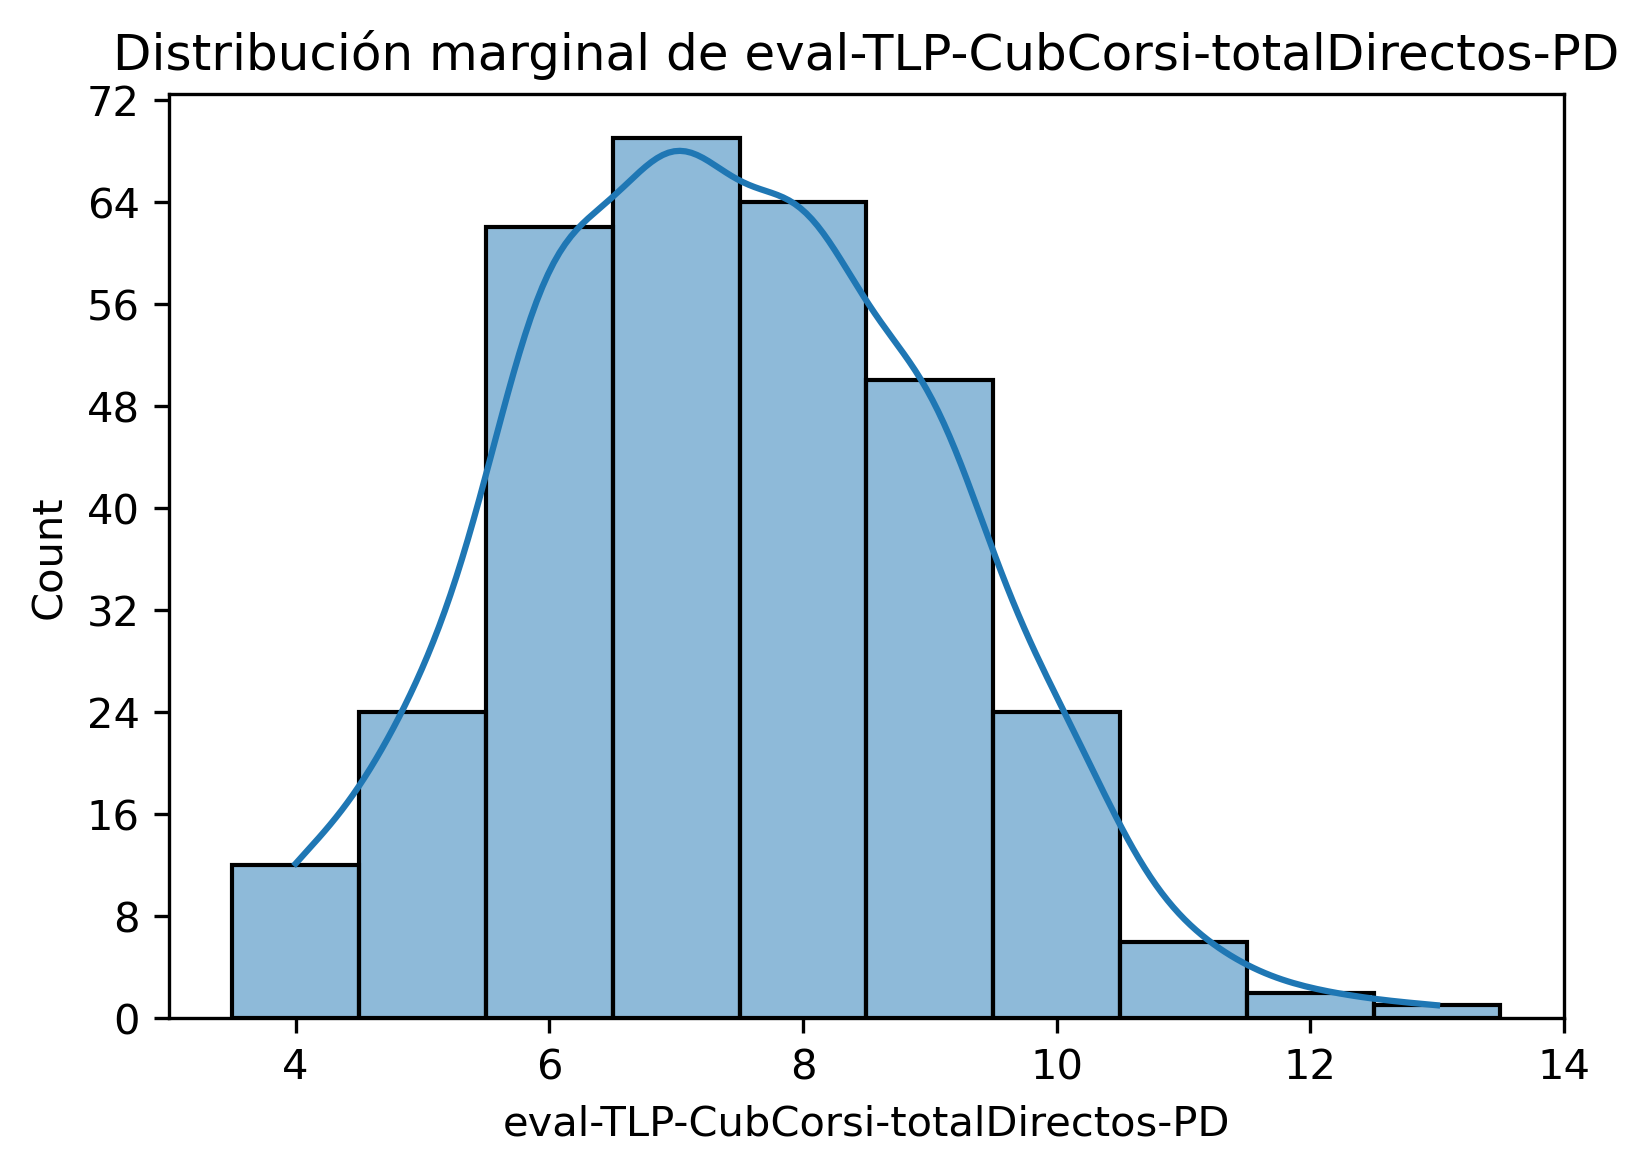 Distribución marginal de eval-TLP-CubCorsi-totalDirectos-PD
72
64
56
48
40
32
24
16
8
0
Count
4 6 8 10 12 14
eval-TLP-CubCorsi-totalDirectos-PD